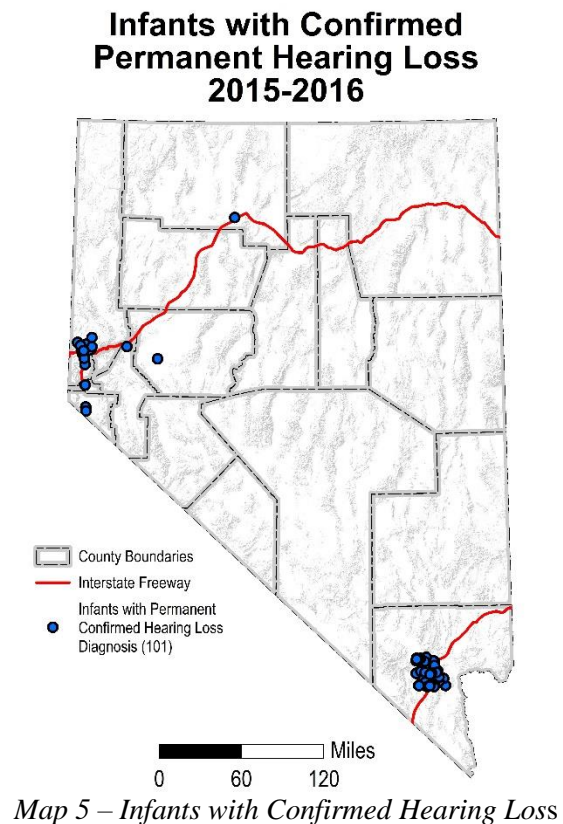 Infants with Confirmed
Permanent Hearing Loss
2015-2016
County Boundaries
Interstate Freeway
Infants with Permanent
Confirmed Hearing Loss
Diagnosis (101)
Miles
0 60 120
Map 5 – Infants with Confirmed Hearing Loss